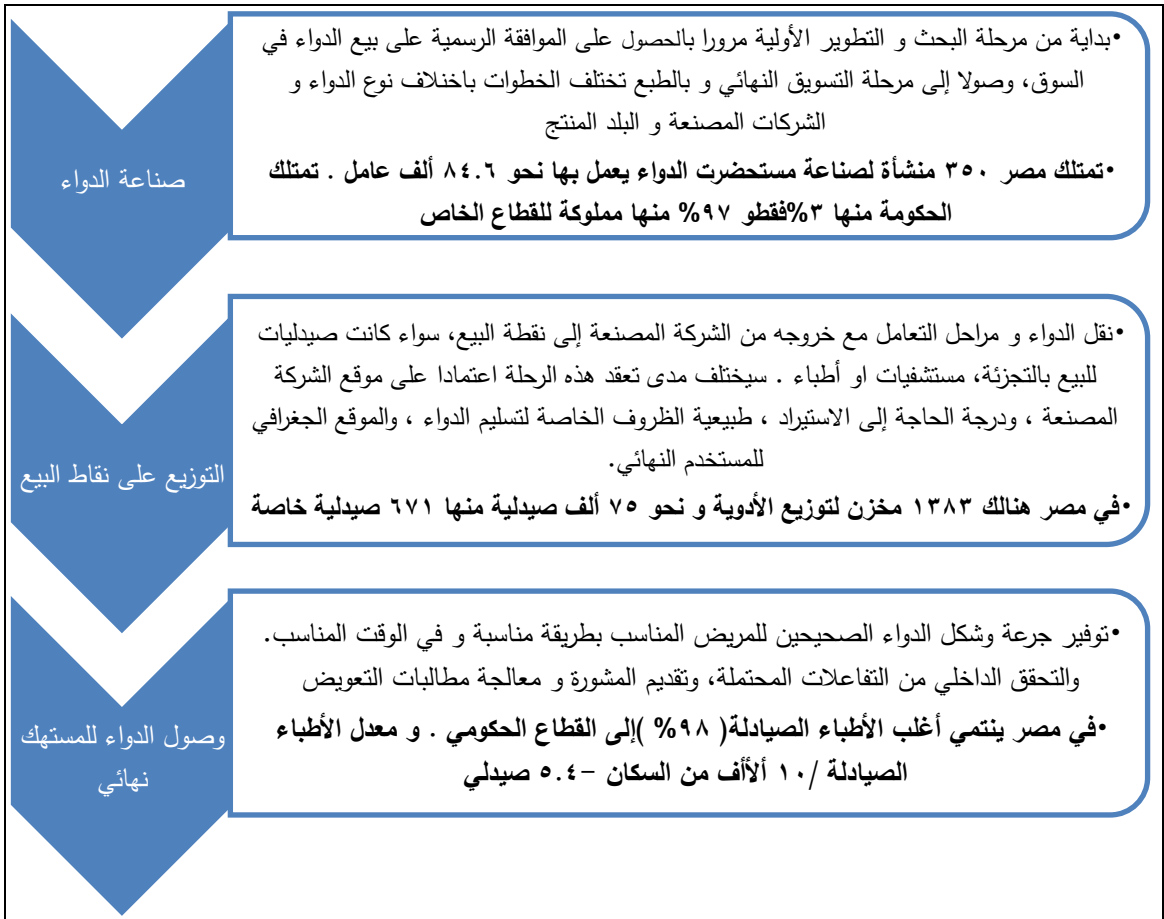 صناعة الدواء
•بداية من مرحلة البحث و التطوير الأولية مرورا بالحصول على الموافقة الرسمية على بيع الدواء في
السوق، وصولا إلى مرحلة التسويق النهائي و بالطبع تختلف الخطوات باختلاف نوع الدواء و
الشركات المصنعة و البلد المنتج
•تمتلك مصر ٣٥٠ منشأة لصناعة مستحضرت الدواء يعمل بها نحو ٨٤.٦ ألف عامل . تمتلك
الحكومة منها ٣%فقطو ٩٧% منها مملوكة للقطاع الخاص
التوزيع على نقاط البيع
•نقل الدواء و مراحل التعامل مع خروجه من الشركة المصنعة إلى نقطة البيع، سواء كانت صيدليات
للبيع بالتجزئة، مستشفيات او أطباء . سيختلف مدى تعقد هذه الرحلة اعتمادا على موقع الشركة
المصنعة ، ودرجة الحاجة إلى الاستيراد ، طبيعية الظروف الخاصة لتسليم الدواء ، والموقع الجغرافي
للمستخدم النهائي.
•في مصر هنالك ١٣٨٣ مخزن لتوزيع الأدوية و نحو ٧٥ ألف صيدلية منها ٦٧١ صيدلية خاصة
وصول الدواء للمستهك
نهائي
•توفير جرعة وشكل الدواء الصحيحين للمريض المناسب بطريقة مناسبة و في الوقت المناسب.
والتحقق الداخلي من التفاعلات المحتملة، وتقديم المشورة و معالجة مطالبات التعويض
•في مصر ينتمي أغلب الأطباء الصيادلة( ٩٨% )إلى القطاع الحكومي . و معدل الأطباء
الصيادلة /١٠ ألأأف من السكان -٥.٤ صيدلي